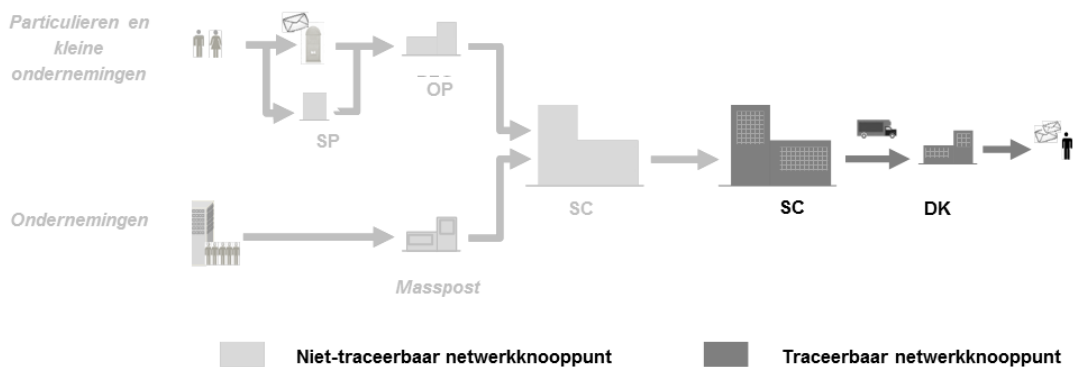 Particulieren en
kleine
ondernemingen
OP
SP
SC
SC
DK
Ondernemingen
Masspost
Niet-traceerbaar netwerkknooppunt
Traceerbaar netwerkknooppunt